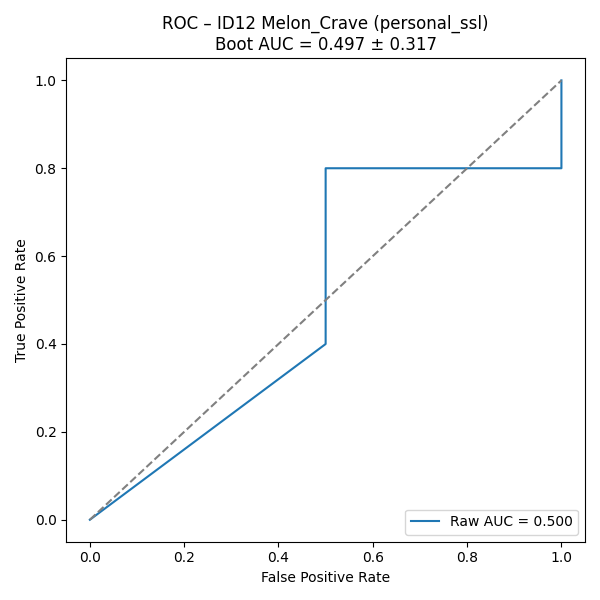 ROC – ID12 Melon_Crave (personal_ssl)
Boot AUC = 0.497 ± 0.317
True Positive Rate
1.0
0.8
0.6
0.4
0.2
0.0
Raw AUC = 0.500
0.0 0.2 0.4 0.6 0.8 1.0
False Positive Rate